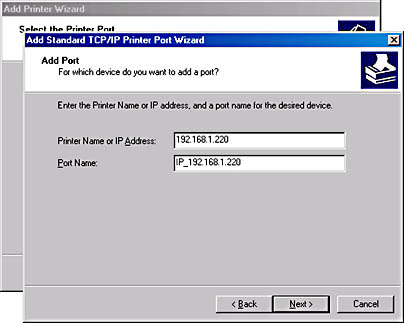 Add Printer Wizard
Select the Printer Port
Add Standard TCP/IP Printer Port Wizard
Add Port
For which device do you want to add a port?
Enter the Printer Name or IP address, and a port name for the desired device.
Printer Name or IP Address: 192.168.1.220
Port Name: IP_192.168.1.220
< Back Next > Cancel